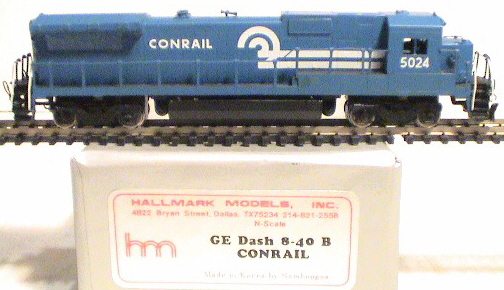 CONRAIL
5024
HALLMARK MODELS, INC.
4822 Bryan Street, Dallas, TX75234 214-821-2558
N-Scale
hm
GE Dash 8-40 B
CONRAIL
Made in Korea by Samhongsa